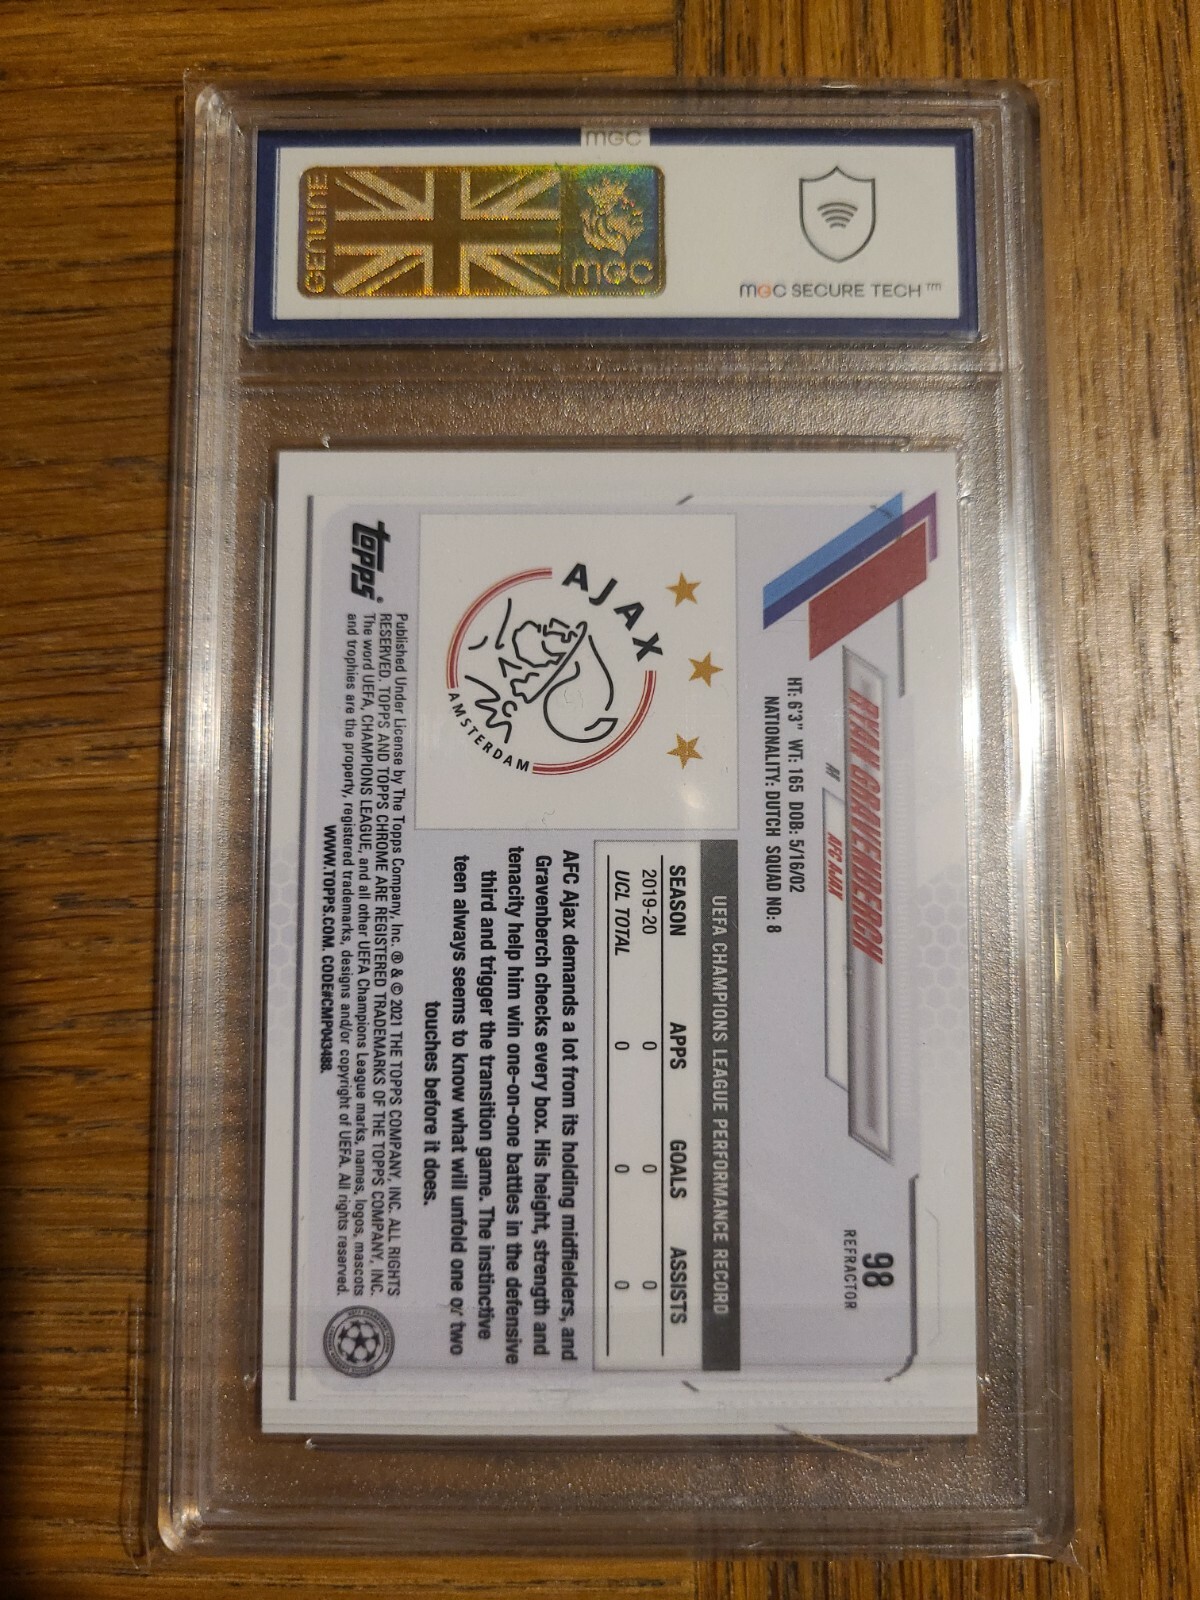 MGC
GENUINE
MGC
MGC SECURE TECH™
98
REFRACTOR
RYAN GRAVENBERCH
MF AFC AJAX
HT: 6'3" WT: 165 DOB: 5/16/02
NATIONALITY: DUTCH SQUAD NO: 8
AJAX
AMSTERDAM
UEFA CHAMPIONS LEAGUE PERFORMANCE RECORD
SEASON APPS GOALS ASSISTS
2019-20 0 0 0
UCL TOTAL 0 0 0
AFC Ajax demands a lot from its holding midfielders, and
Gravenberch checks every box. His height, strength and
tenacity help him win one-on-one battles in the defensive
third and trigger the transition game. The instinctive
teen always seems to know what will unfold one or two
touches before it does.
topps®
Published Under License by The Topps Company, Inc. ® & © 2021 THE TOPPS COMPANY, INC. ALL RIGHTS
RESERVED. TOPPS AND TOPPS CHROME ARE REGISTERED TRADEMARKS OF THE TOPPS COMPANY, INC.
The word UEFA, CHAMPIONS LEAGUE, and all other UEFA Champions League marks, names, logos, mascots
and trophies are the property, registered trademarks, designs and/or copyright of UEFA. All rights reserved.
WWW.TOPPS.COM. CODE#CMP043488.